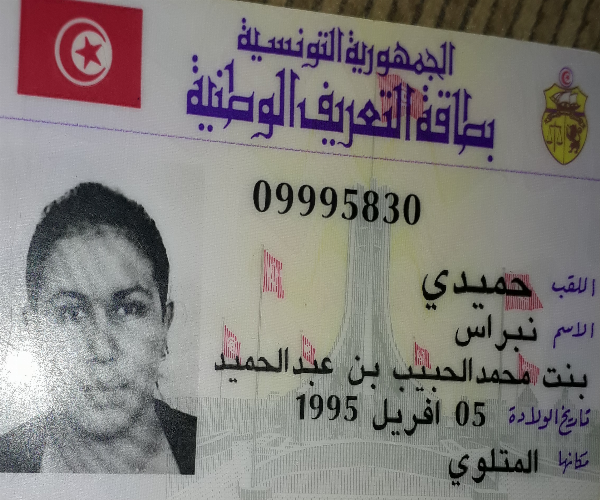 الجمهورية التونسية
بطاقة التعريف الوطنية
09995830
اللقب حميدي
الاسم نبراس
بنت محمدالحبيب بن عبدالحميد
تاريخ الولادة 05 افريل 1995
مكانها المتلوي